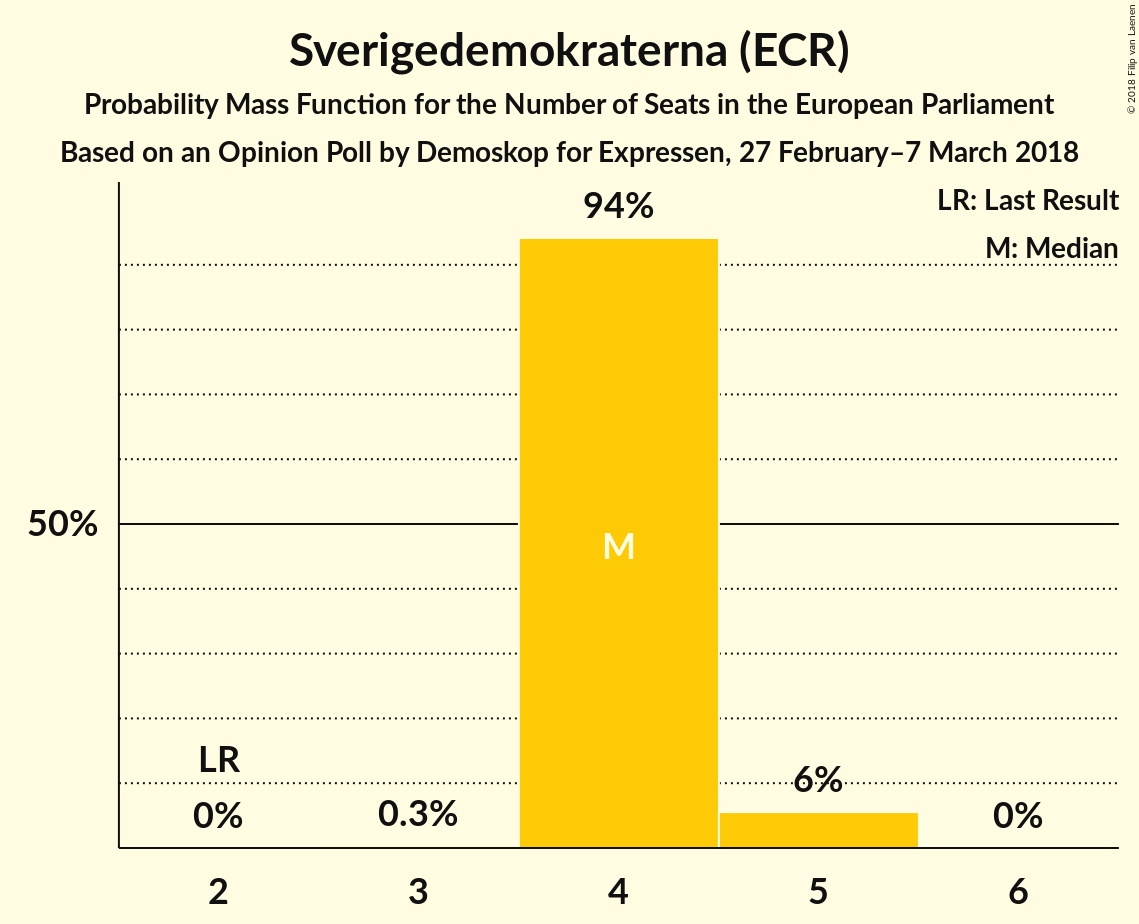 Sverigedemokraterna (ECR)
Probability Mass Function for the Number of Seats in the European Parliament
Based on an Opinion Poll by Demoskop for Expressen, 27 February–7 March 2018
© 2018 Filip van Laenen
LR: Last Result
M: Median
94%
50%
M
LR
0%
0.3%
6%
0%
2 3 4 5 6